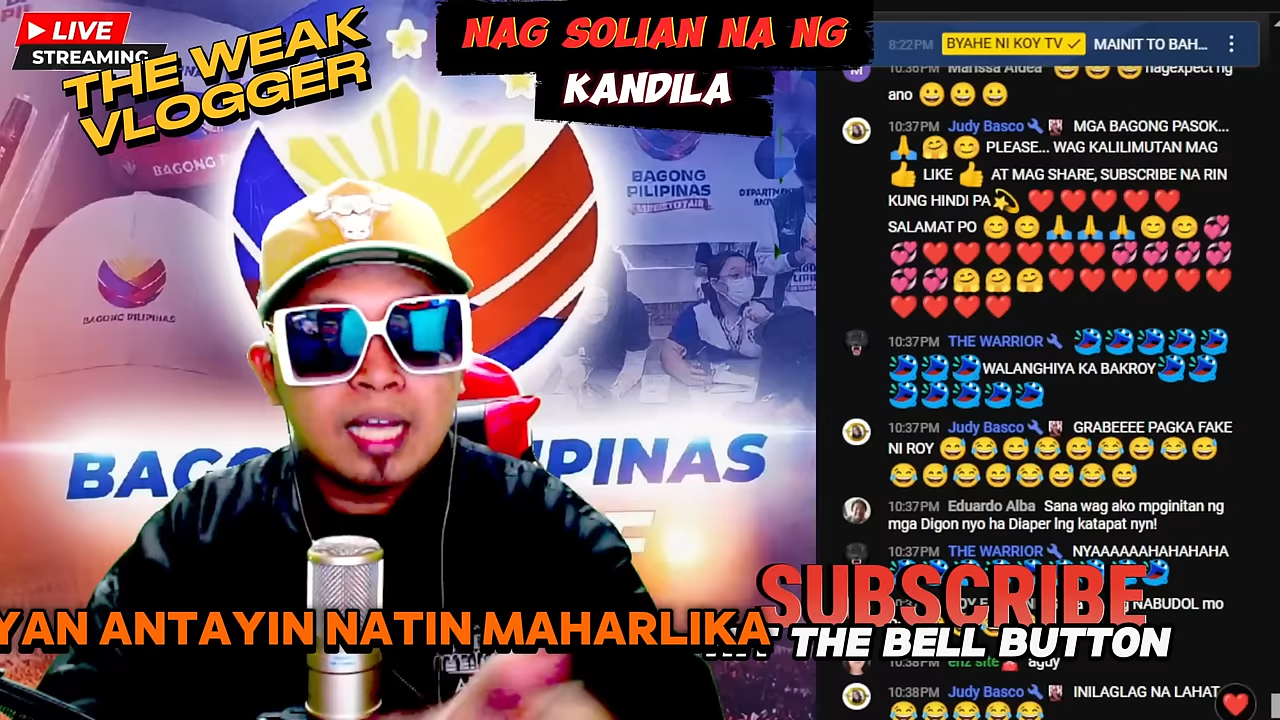 LIVE
STREAMING
THE WEAK
VLOGGER
NAG SOLIAN NA NG
KANDILA
BAGONG PILIPINAS
BAGONG
PILIPINAS
YAN ANTAYIN NATIN MAHARLIKA
SUBSCRIBE
THE BELL BUTTON
8:22PM BYAHE NI KOY TV MAINIT TO BAH...
10:36PM Marissa Aldea 😀 😀 😀 nagexpect ng
ano 😀 😀 😀
10:37PM Judy Basco MGA BAGONG PASOK...
🙏 🤗 😊 PLEASE... WAG KALILIMUTAN MAG
👍 LIKE 👍 AT MAG SHARE, SUBSCRIBE NA RIN
KUNG HINDI PA 💫 ❤️ ❤️ ❤️ ❤️ ❤️
SALAMAT PO 😊 😊 🙏 🙏 🙏 😊 😊 💞
10:37PM THE WARRIOR
WALANGHIYA KA BAKROY
10:37PM Judy Basco GRABEEEE PAGKA FAKE
NI ROY 😅 😂 😅 😂 😅 😂 😅 😂 😅
10:37PM Eduardo Alba Sana wag ako mpginitan ng
mga Digon nyo ha Diaper lng katapat nyn!
10:37PM THE WARRIOR NYAAAAAAHAHAHAHA
NABUDOL mo
10:38PM enz site aguy
10:38PM Judy Basco INILAGLAG NA LAHAT